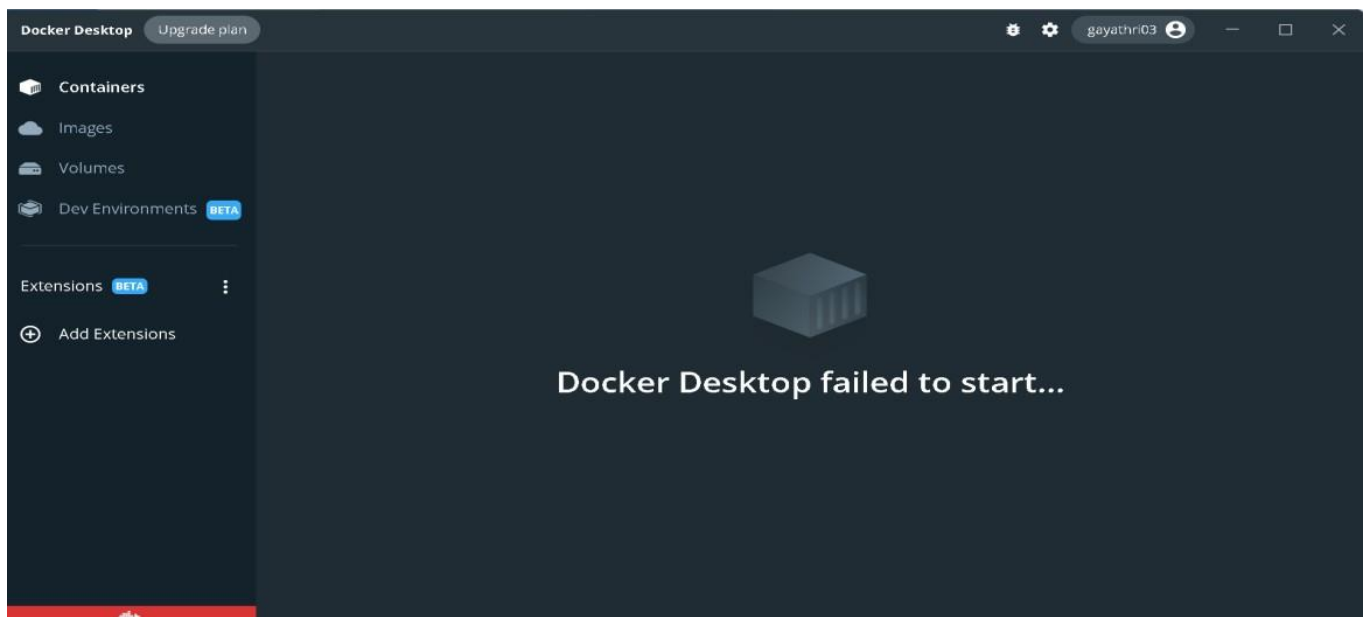 Docker Desktop Upgrade plan gayathri03
Containers
Images
Volumes
Dev Environments BETA
Extensions BETA
Add Extensions
Docker Desktop failed to start...